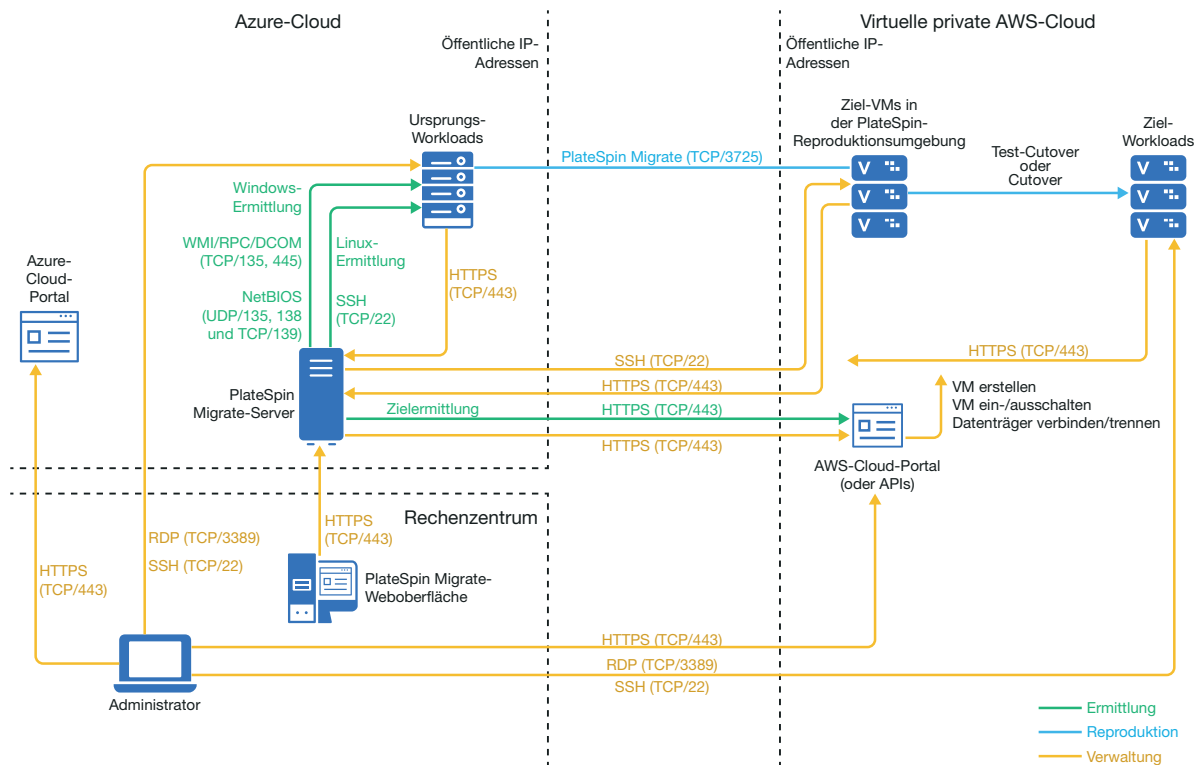 Azure-Cloud
Virtuelle private AWS-Cloud
Öffentliche IP-
Adressen
Öffentliche IP-
Adressen
Ursprungs-
Workloads
Ziel-VMs in
der PlateSpin-
Reproduktionsumgebung
Ziel-
Workloads
PlateSpin Migrate (TCP/3725)
Test-Cutover
oder
Cutover
V
V
V
V
V
V
Windows-
Ermittlung
WMI/RPC/DCOM
(TCP/135, 445)
Linux-
Ermittlung
NetBIOS
(UDP/135, 138
und TCP/139)
SSH
(TCP/22)
HTTPS
(TCP/443)
Azure-
Cloud-
Portal
PlateSpin
Migrate-Server
SSH (TCP/22)
HTTPS (TCP/443)
HTTPS (TCP/443)
Zielermittlung
HTTPS (TCP/443)
HTTPS (TCP/443)
VM erstellen
VM ein-/ausschalten
Datenträger verbinden/trennen
AWS-Cloud-Portal
(oder APIs)
Rechenzentrum
HTTPS
(TCP/443)
RDP (TCP/3389)
SSH (TCP/22)
HTTPS
(TCP/443)
PlateSpin Migrate-
Weboberfläche
HTTPS (TCP/443)
RDP (TCP/3389)
SSH (TCP/22)
Administrator
Ermittlung
Reproduktion
Verwaltung